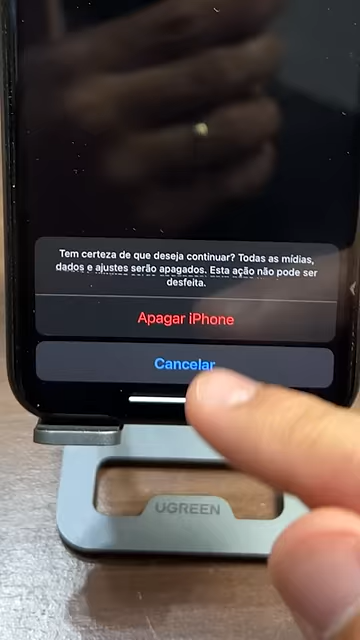 Tem certeza de que deseja continuar? Todas as mídias,
dados e ajustes serão apagados. Esta ação não pode ser
desfeita.
Apagar iPhone
Cancelar
UGREEN